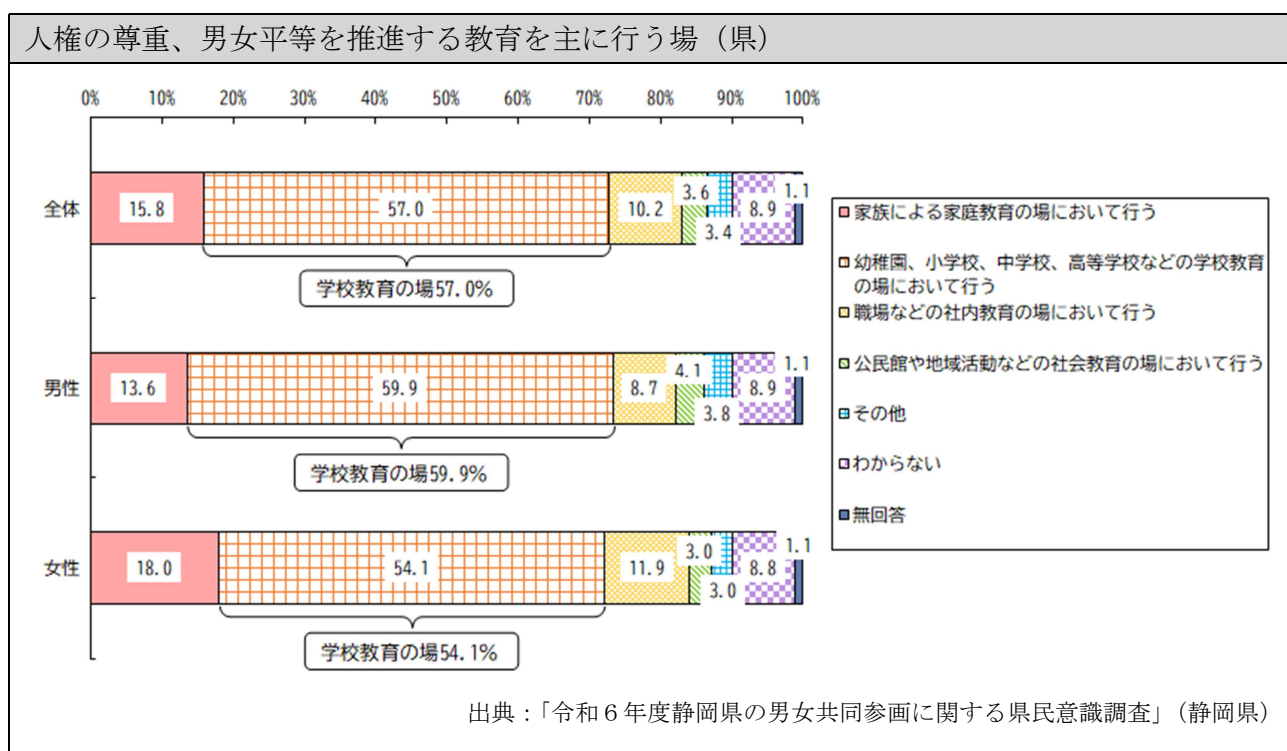 人権の尊重、男女平等を推進する教育を主に行う場（県）
0% 10% 20% 30% 40% 50% 60% 70% 80% 90% 100%
全体 15.8 57.0 10.2 3.6 3.4 8.9 1.1
学校教育の場57.0%
男性 13.6 59.9 8.7 4.1 3.8 8.9 1.1
学校教育の場59.9%
女性 18.0 54.1 11.9 3.0 3.0 8.8 1.1
学校教育の場54.1%
家族による家庭教育の場において行う
幼稚園、小学校、中学校、高等学校などの学校教育
の場において行う
職場などの社内教育の場において行う
公民館や地域活動などの社会教育の場において行う
その他
わからない
無回答
出典：「令和６年度静岡県の男女共同参画に関する県民意識調査」（静岡県）